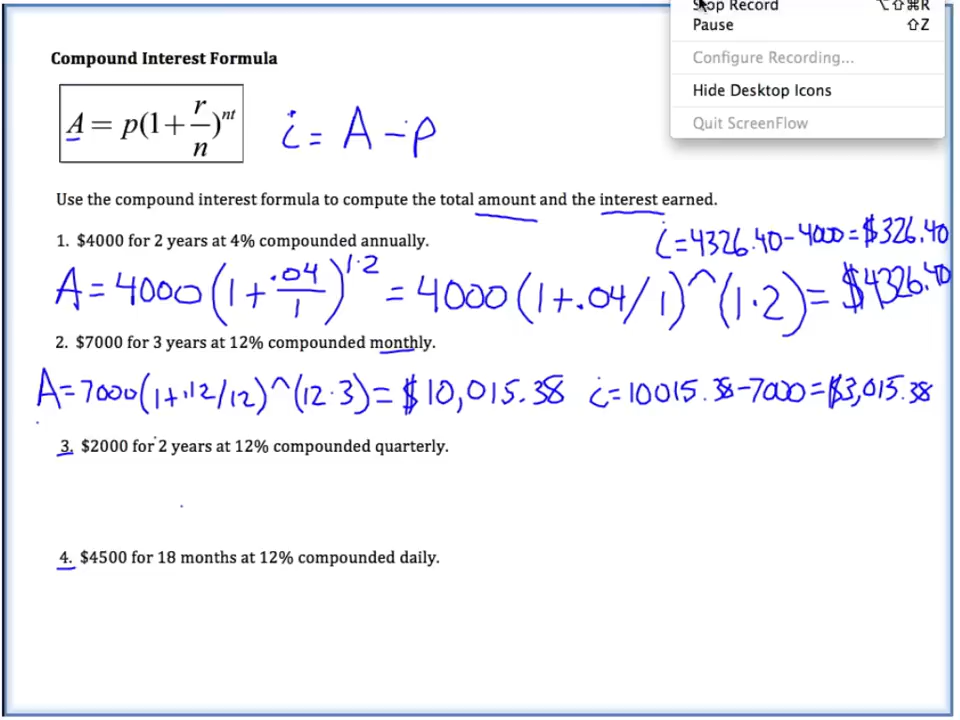 Stop Record ⌥⇧⌘R
Pause ⇧Z
Configure Recording...
Hide Desktop Icons
Quit ScreenFlow
Compound Interest Formula
A = p(1+ r/n)^nt
i = A - p
Use the compound interest formula to compute the total amount and the interest earned.
1. $4000 for 2 years at 4% compounded annually.
i = 4326.40 - 4000 = $326.40
A = 4000 (1 + .04/1)^1·2 = 4000 (1 + .04/1)^(1·2) = $4326.40
2. $7000 for 3 years at 12% compounded monthly.
A = 7000 (1 + .12/12)^(12·3) = $10,015.38 i = 10015.38 - 7000 = $3,015.38
3. $2000 for 2 years at 12% compounded quarterly.
4. $4500 for 18 months at 12% compounded daily.